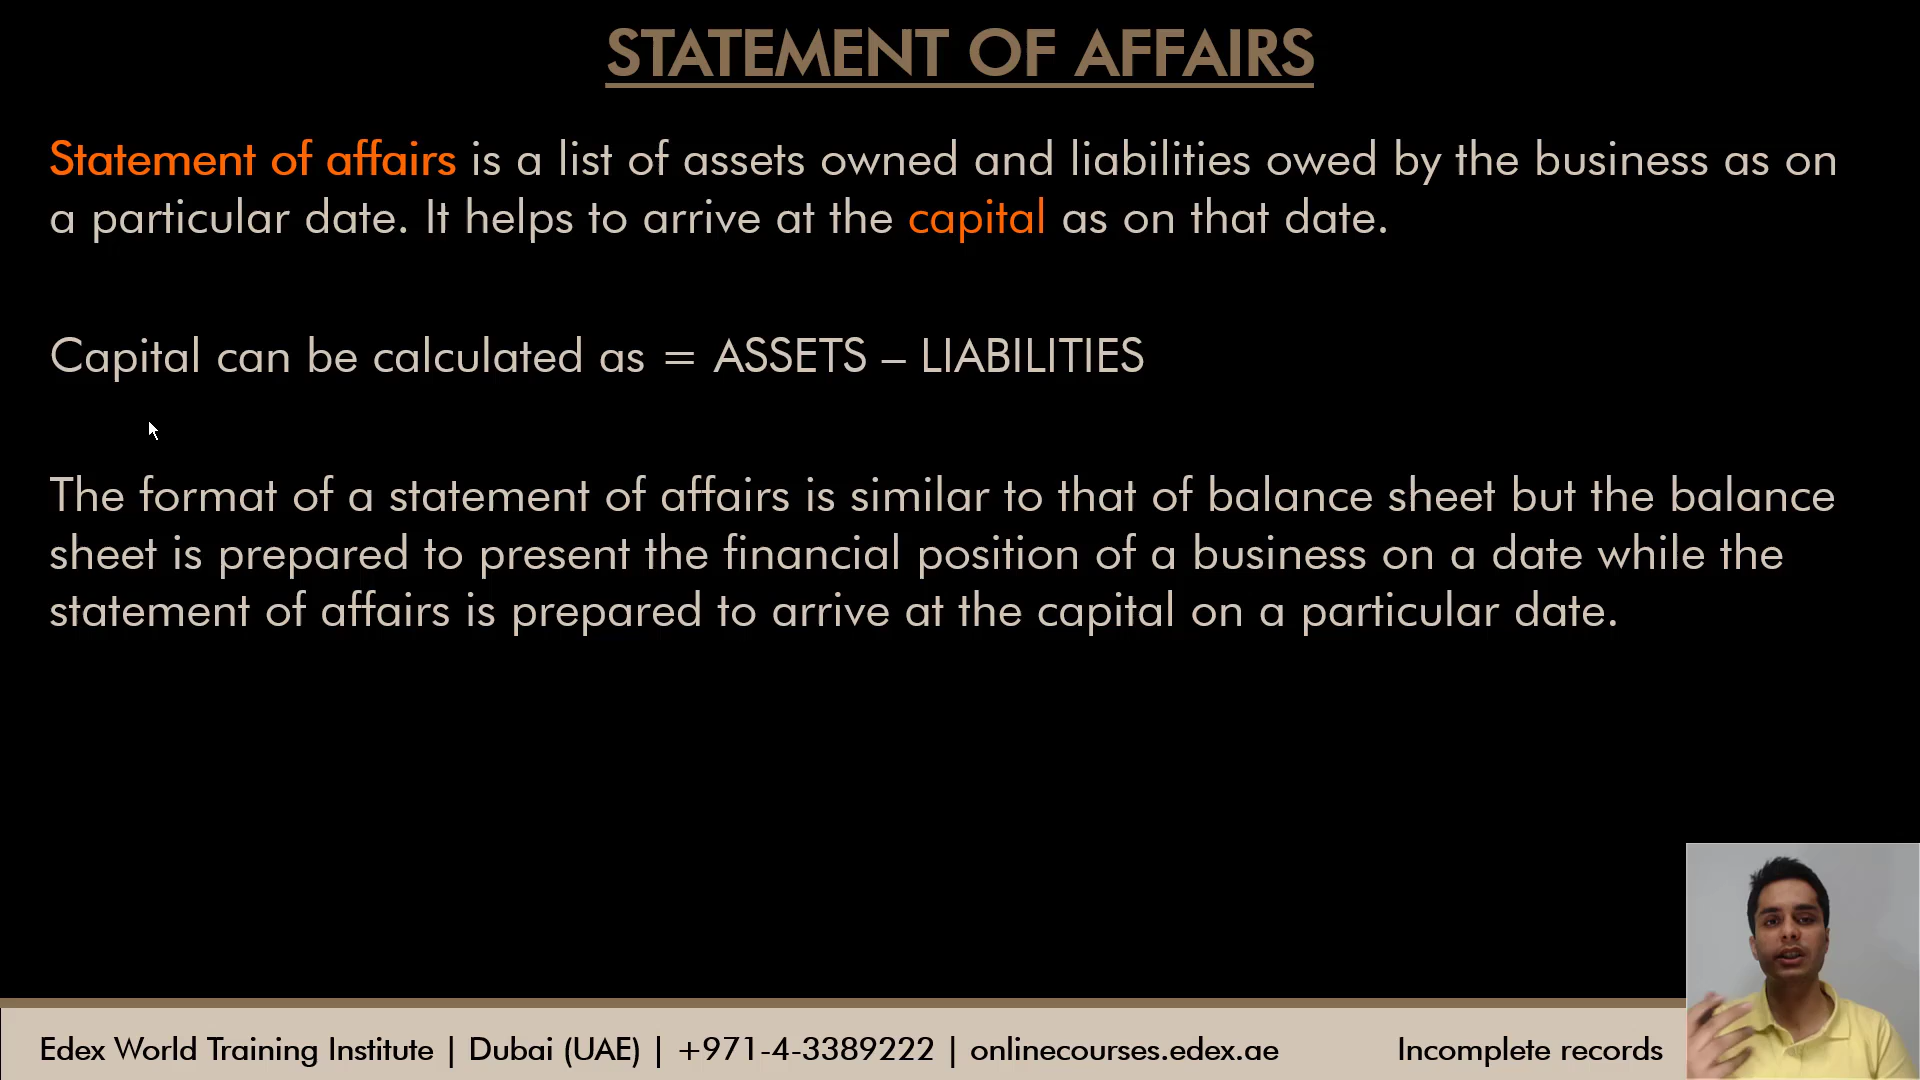 STATEMENT OF AFFAIRS
Statement of affairs is a list of assets owned and liabilities owed by the business as on
a particular date. It helps to arrive at the capital as on that date.
Capital can be calculated as = ASSETS – LIABILITIES
The format of a statement of affairs is similar to that of balance sheet but the balance
sheet is prepared to present the financial position of a business on a date while the
statement of affairs is prepared to arrive at the capital on a particular date.
Edex World Training Institute | Dubai (UAE) | +971-4-3389222 | onlinecourses.edex.ae Incomplete records